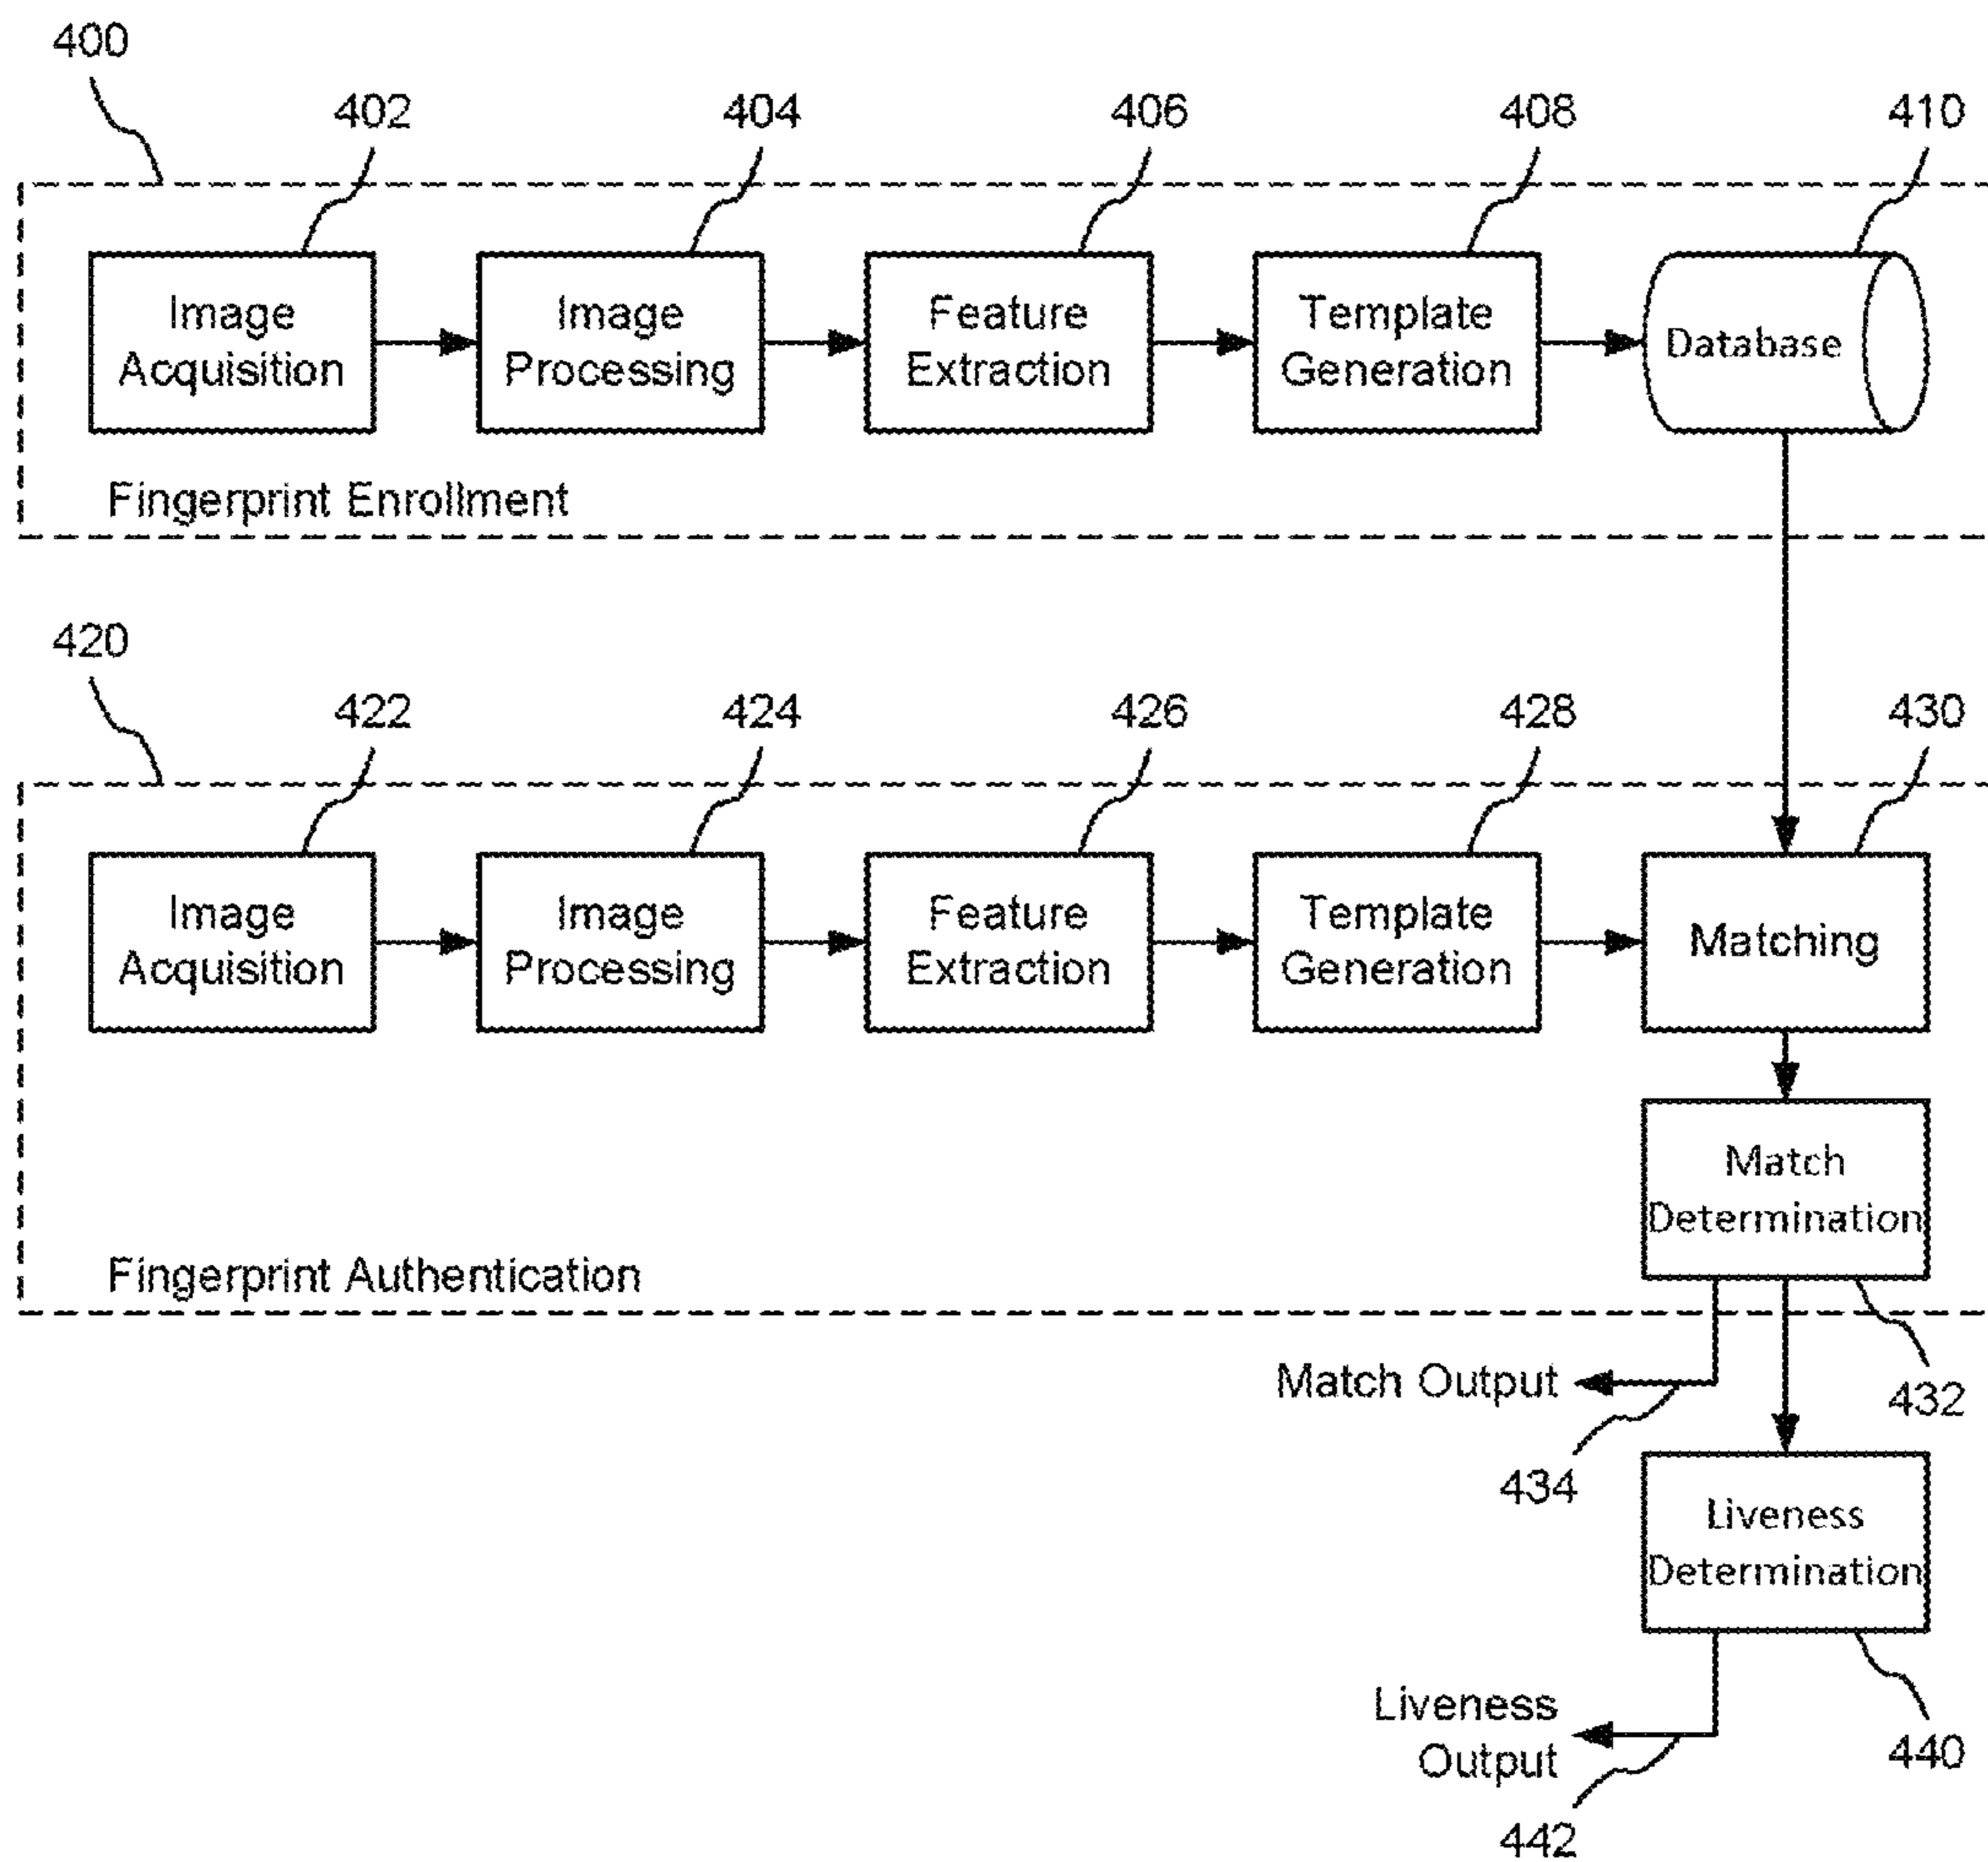 400
402
404
406
408
410
Image
Acquisition
Image
Processing
Feature
Extraction
Template
Generation
Database
Fingerprint Enrollment
420
422
424
426
428
430
Image
Acquisition
Image
Processing
Feature
Extraction
Template
Generation
Matching
Match
Determination
Fingerprint Authentication
Match Output
432
434
Liveness
Determination
Liveness
Output
440
442